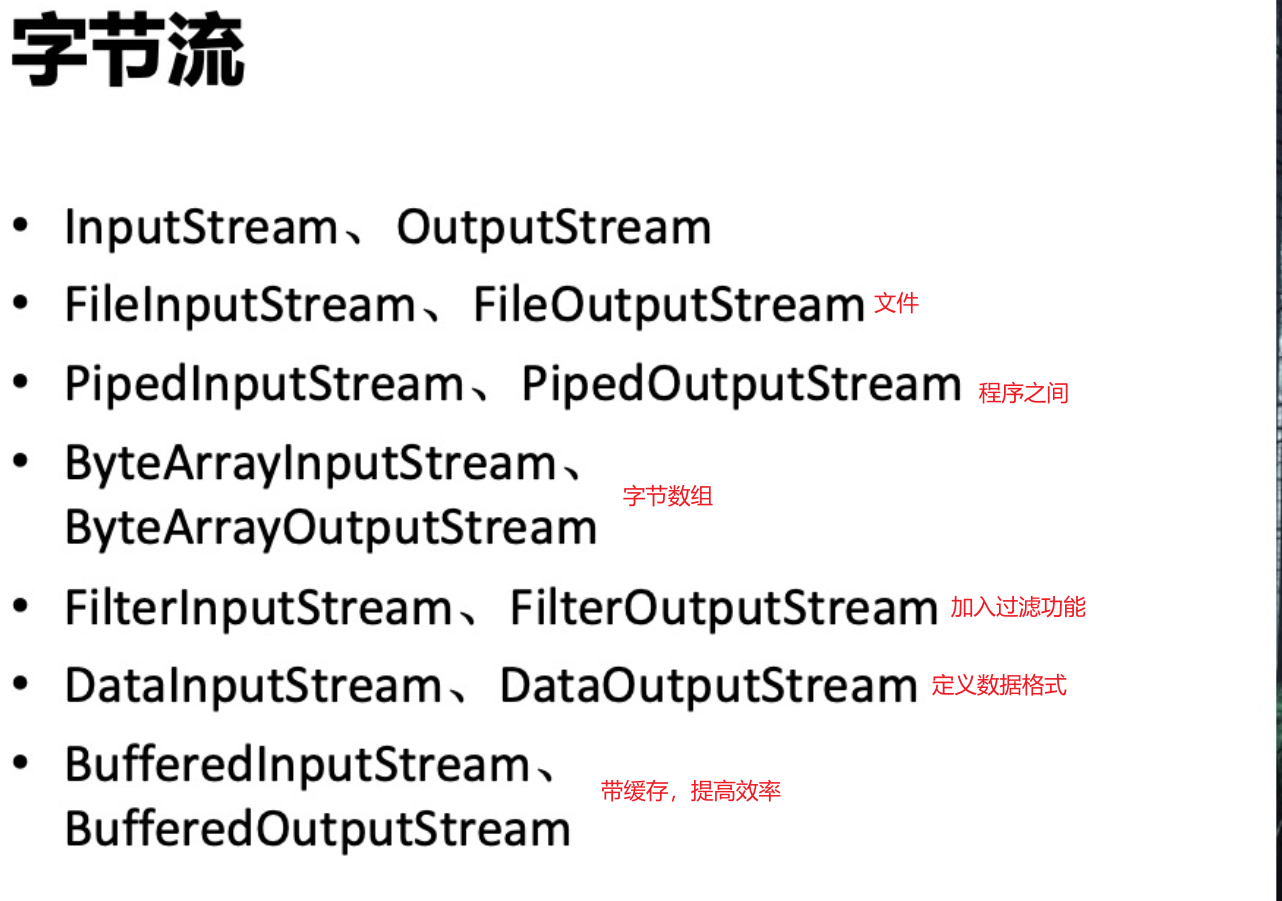 字节流
• InputStream、OutputStream
• FileInputStream、FileOutputStream 文件
• PipedInputStream、PipedOutputStream 程序之间
• ByteArrayInputStream、
字节数组
ByteArrayOutputStream
• FilterInputStream、FilterOutputStream 加入过滤功能
• DataInputStream、DataOutputStream 定义数据格式
• BufferedInputStream、
带缓存，提高效率
BufferedOutputStream